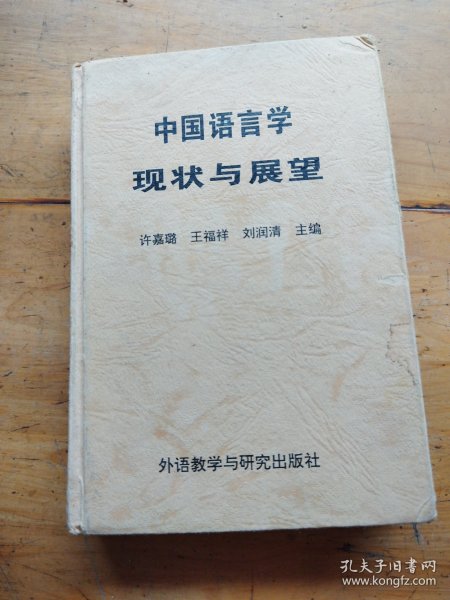 中国语言学
现状与展望
许嘉璐 王福祥 刘润清 主编
外语教学与研究出版社
孔夫子旧书网
www.kongfz.com